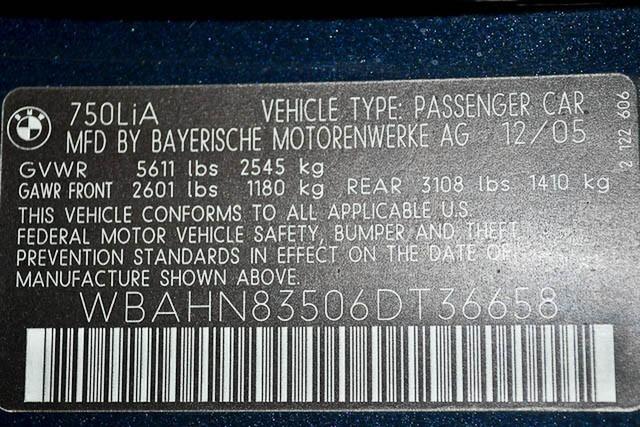 BMW
750LiA VEHICLE TYPE: PASSENGER CAR
MFD BY BAYERISCHE MOTORENWERKE AG 12/05
GVWR 5611 lbs 2545 kg
GAWR FRONT 2601 lbs 1180 kg REAR 3108 lbs 1410 kg
THIS VEHICLE CONFORMS TO ALL APPLICABLE U.S.
FEDERAL MOTOR VEHICLE SAFETY, BUMPER AND THEFT
PREVENTION STANDARDS IN EFFECT ON THE DATE OF
MANUFACTURE SHOWN ABOVE.
WBAHN83506DT36658
2 122 606